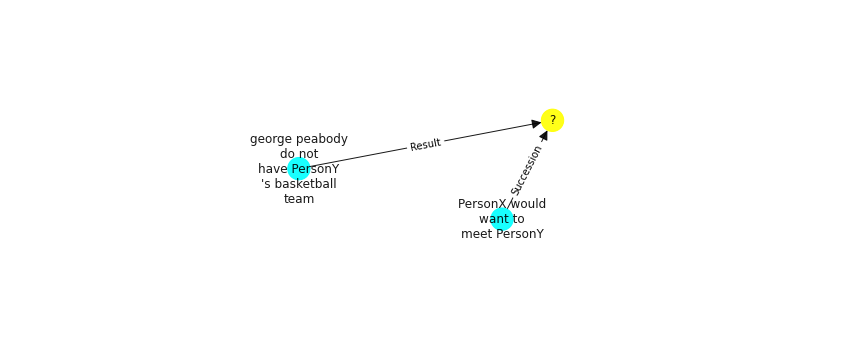 george peabody
do not
have PersonY
's basketball
team
Result
?
Succession
PersonX would
want to
meet PersonY